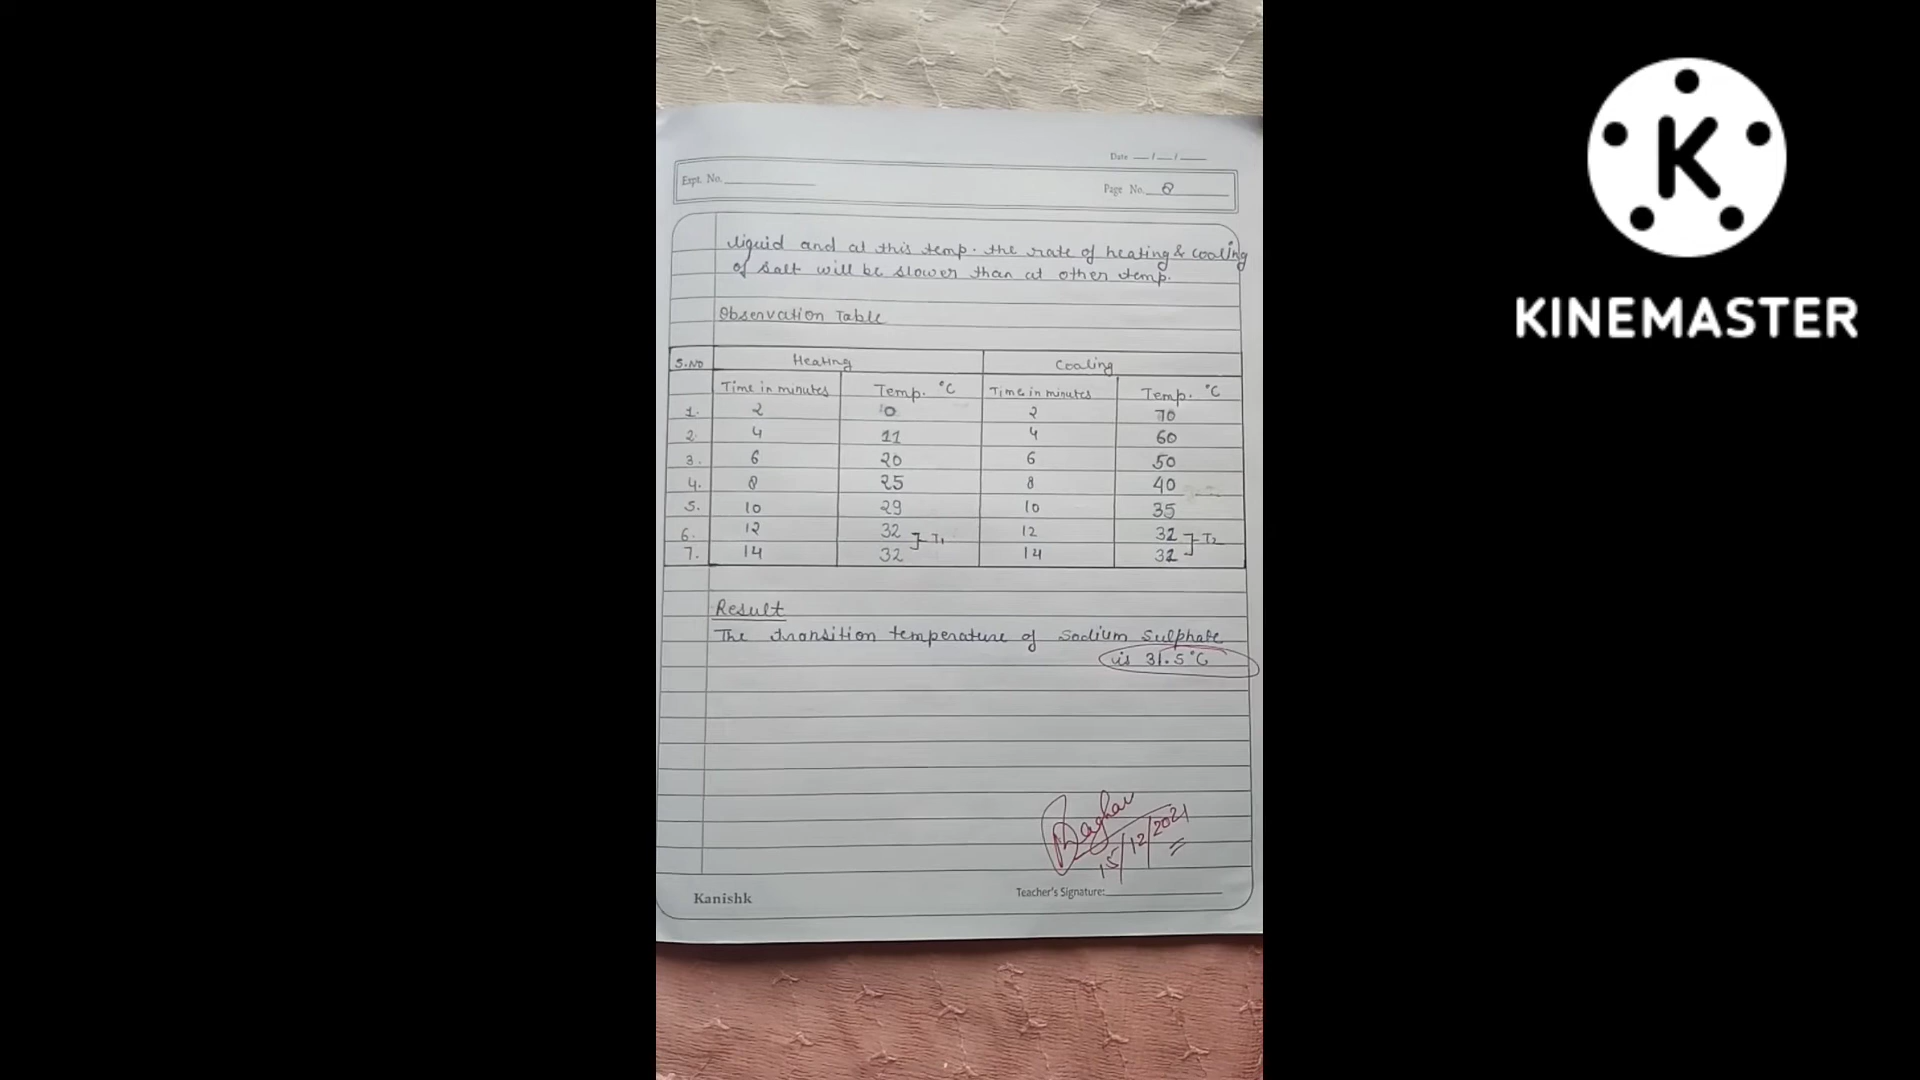 Date __/__/__
Expt. No.
Page No. 8
liquid and at this temp. the rate of heating & cooling
of salt will be slower than at other temp.
Observation Table
S.NO Heating Cooling
Time in minutes Temp. °C Time in minutes Temp. °C
1. 2 0 2 70
2. 4 11 4 60
3. 6 20 6 50
4. 8 25 8 40
5. 10 29 10 35
6. 12 32 T1 12 T2
7. 14 32 14
Result
The transition temperature of Sodium Sulphate
is 31.5°C
15/12/2021
Kanishk
Teacher's Signature:
K
KINEMASTER